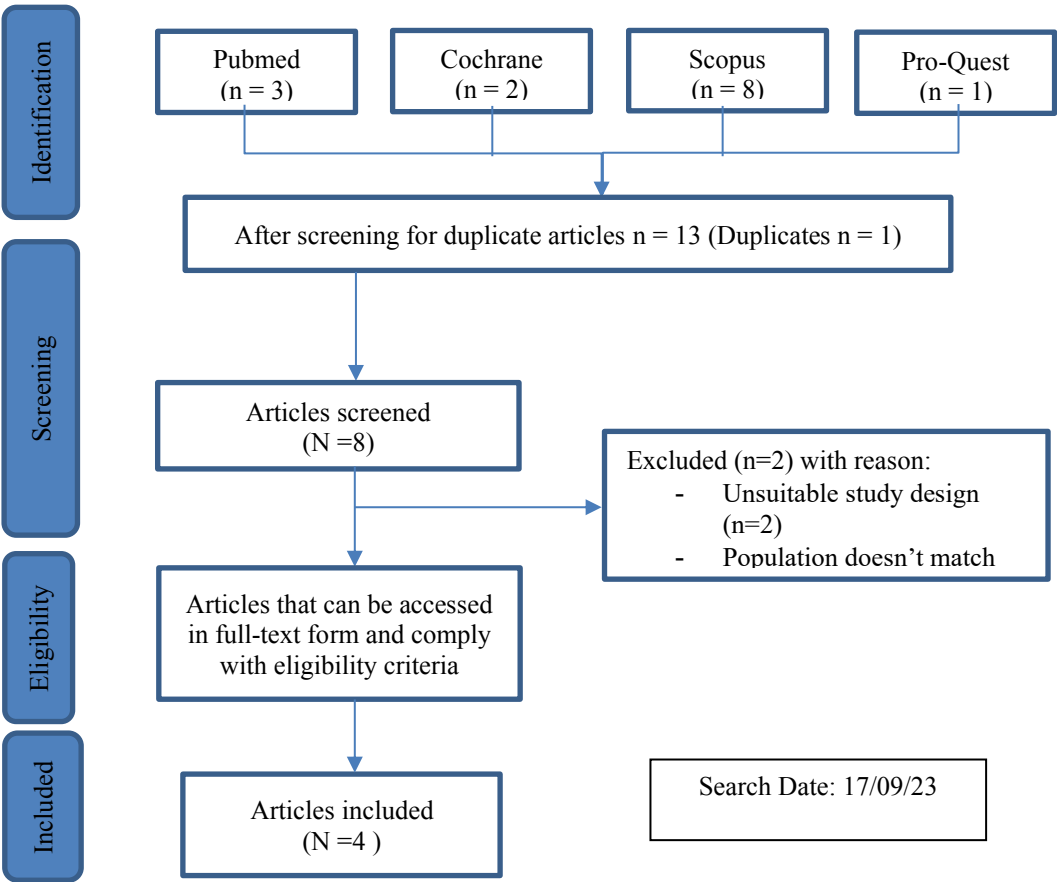 Identification
Pubmed
(n = 3)
Cochrane
(n = 2)
Scopus
(n = 8)
Pro-Quest
(n = 1)
After screening for duplicate articles n = 13 (Duplicates n = 1)
Screening
Articles screened
(N =8)
Excluded (n=2) with reason:
- Unsuitable study design
(n=2)
- Population doesn’t match
Eligibility
Articles that can be accessed
in full-text form and comply
with eligibility criteria
Included
Articles included
(N =4 )
Search Date: 17/09/23